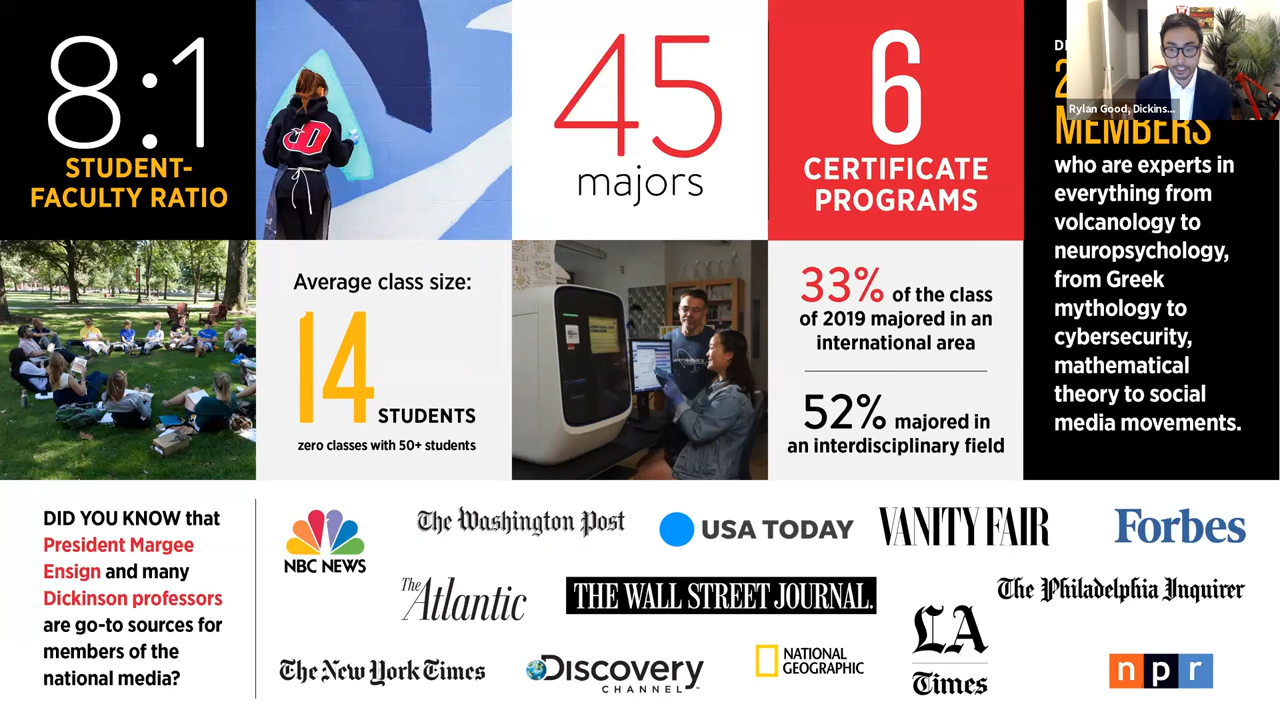 8:1
STUDENT-
FACULTY RATIO
45
majors
6
CERTIFICATE
PROGRAMS
Rylan Good, Dickins...
MEMBERS
who are experts in
everything from
volcanology to
neuropsychology,
from Greek
mythology to
cybersecurity,
mathematical
theory to social
media movements.
Average class size:
14 STUDENTS
zero classes with 50+ students
33% of the class
of 2019 majored in an
international area
52% majored in
an interdisciplinary field
DID YOU KNOW that
President Margee
Ensign and many
Dickinson professors
are go-to sources for
members of the
national media?
NBC NEWS
The Washington Post
USA TODAY
VANITY FAIR
Forbes
The Atlantic
THE WALL STREET JOURNAL.
The Philadelphia Inquirer
LA
Times
The New York Times
Discovery
CHANNEL™
NATIONAL
GEOGRAPHIC
npr